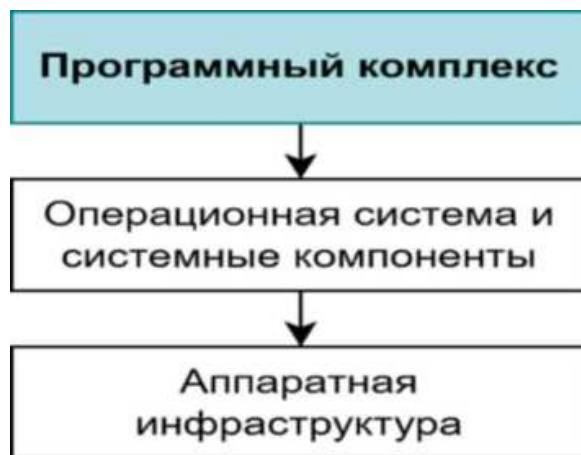 Программный комплекс
Операционная система и
системные компоненты
Аппаратная
инфраструктура